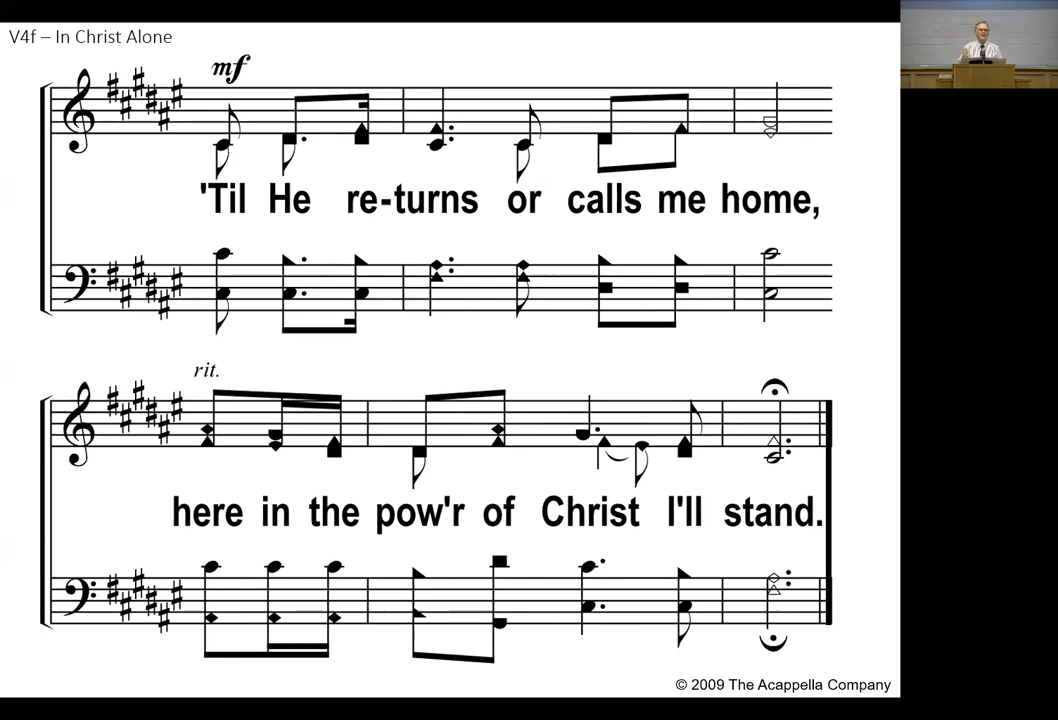 V4f – In Christ Alone
mf
'Til He re-turns or calls me home,
rit.
here in the pow'r of Christ I'll stand.
© 2009 The Acappella Company